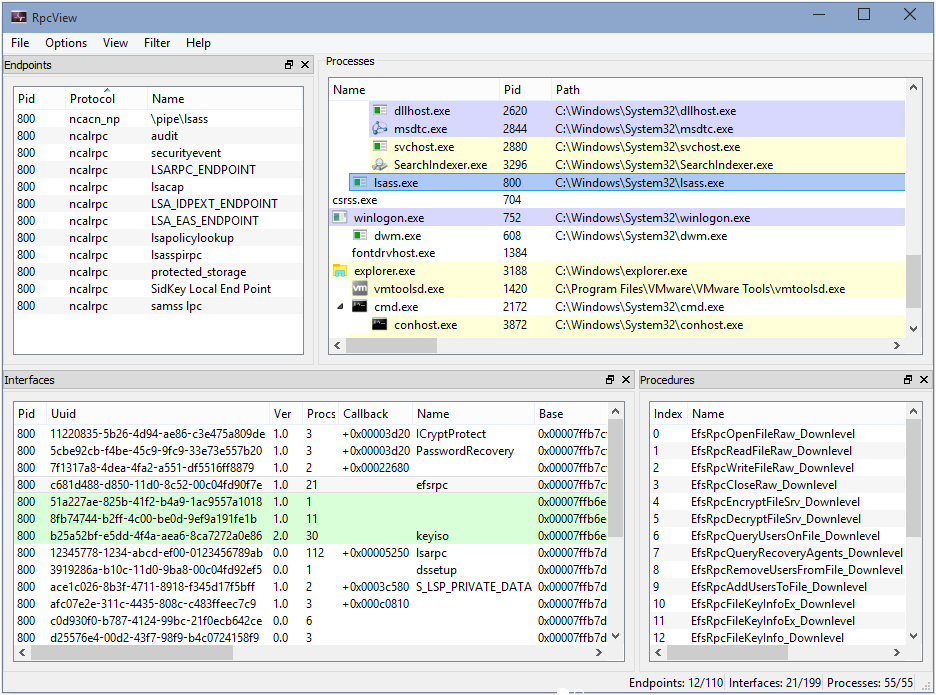 RpcView
File Options View Filter Help
Endpoints
Pid Protocol Name
800 ncacn_np \pipe\lsass
800 ncalrpc audit
800 ncalrpc securityevent
800 ncalrpc LSARPC_ENDPOINT
800 ncalrpc lsacap
800 ncalrpc LSA_IDPEXT_ENDPOINT
800 ncalrpc LSA_EAS_ENDPOINT
800 ncalrpc lsapolicylookup
800 ncalrpc lsasspirpc
800 ncalrpc protected_storage
800 ncalrpc SidKey Local End Point
800 ncalrpc samss lpc
Processes
Name Pid Path
dllhost.exe 2620 C:\Windows\System32\dllhost.exe
msdtc.exe 2844 C:\Windows\System32\msdtc.exe
svchost.exe 2880 C:\Windows\System32\svchost.exe
SearchIndexer.exe 3296 C:\Windows\System32\SearchIndexer.exe
lsass.exe 800 C:\Windows\System32\lsass.exe
csrss.exe 704
winlogon.exe 752 C:\Windows\System32\winlogon.exe
dwm.exe 608 C:\Windows\System32\dwm.exe
fontdrvhost.exe 1384
explorer.exe 3188 C:\Windows\explorer.exe
vm vmtoolsd.exe 1420 C:\Program Files\VMware\VMware Tools\vmtoolsd.exe
cmd.exe 2172 C:\Windows\System32\cmd.exe
conhost.exe 3872 C:\Windows\System32\conhost.exe
Interfaces
Pid Uuid Ver Procs Callback Name Base
800 11220835-5b26-4d94-ae86-c3e475a809de 1.0 3 +0x00003d20 ICryptProtect 0x00007ffb7c
800 5cbe92cb-f4be-45c9-9fc9-33e73e557b20 1.0 3 +0x00003d20 PasswordRecovery 0x00007ffb7c
800 7f1317a8-4dea-4fa2-a551-df5516ff8879 1.0 2 +0x00022680 0x00007ffb7c
800 c681d488-d850-11d0-8c52-00c04fd90f7e 1.0 21 efsrpc 0x00007ffb7c
800 51a227ae-825b-41f2-b4a9-1ac9557a1018 1.0 1 0x00007ffb6e
800 8fb74744-b2ff-4c00-be0d-9ef9a191fe1b 1.0 11 0x00007ffb6e
800 b25a52bf-e5dd-4f4a-aea6-8ca7272a0e86 2.0 30 keyiso 0x00007ffb6e
800 12345778-1234-abcd-ef00-0123456789ab 0.0 112 +0x00005250 lsarpc 0x00007ffb7d
800 3919286a-b10c-11d0-9ba8-00c04fd92ef5 0.0 1 dssetup 0x00007ffb7d
800 ace1c026-8b3f-4711-8918-f345d17f5bff 1.0 2 +0x0003c580 S_LSP_PRIVATE_DATA 0x00007ffb7d
800 afc07e2e-311c-4435-808c-c483ffeec7c9 1.0 3 +0x000c0810 0x00007ffb7d
800 c0d930f0-b787-4124-99bc-21f0ecb642ce 0.0 6 0x00007ffb7d
800 d25576e4-00d2-43f7-98f9-b4c0724158f9 0.0 3 0x00007ffb7d
Procedures
Index Name
0 EfsRpcOpenFileRaw_Downlevel
1 EfsRpcReadFileRaw_Downlevel
2 EfsRpcWriteFileRaw_Downlevel
3 EfsRpcCloseRaw_Downlevel
4 EfsRpcEncryptFileSrv_Downlevel
5 EfsRpcDecryptFileSrv_Downlevel
6 EfsRpcQueryUsersOnFile_Downlevel
7 EfsRpcQueryRecoveryAgents_Downlevel
8 EfsRpcRemoveUsersFromFile_Downlevel
9 EfsRpcAddUsersToFile_Downlevel
10 EfsRpcFileKeyInfoEx_Downlevel
11 EfsRpcFileKeyInfoEx_Downlevel
12 EfsRpcFileKeyInfo_Downlevel
Endpoints: 12/110 Interfaces: 21/199 Processes: 55/55